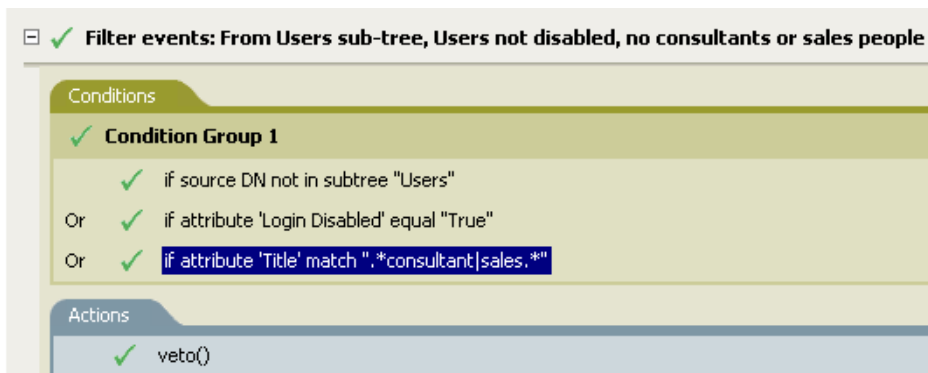 Filter events: From Users sub-tree, Users not disabled, no consultants or sales people
Conditions
Condition Group 1
if source DN not in subtree "Users"
Or if attribute 'Login Disabled' equal "True"
Or if attribute 'Title' match ".*consultant|sales.*"
Actions
veto()